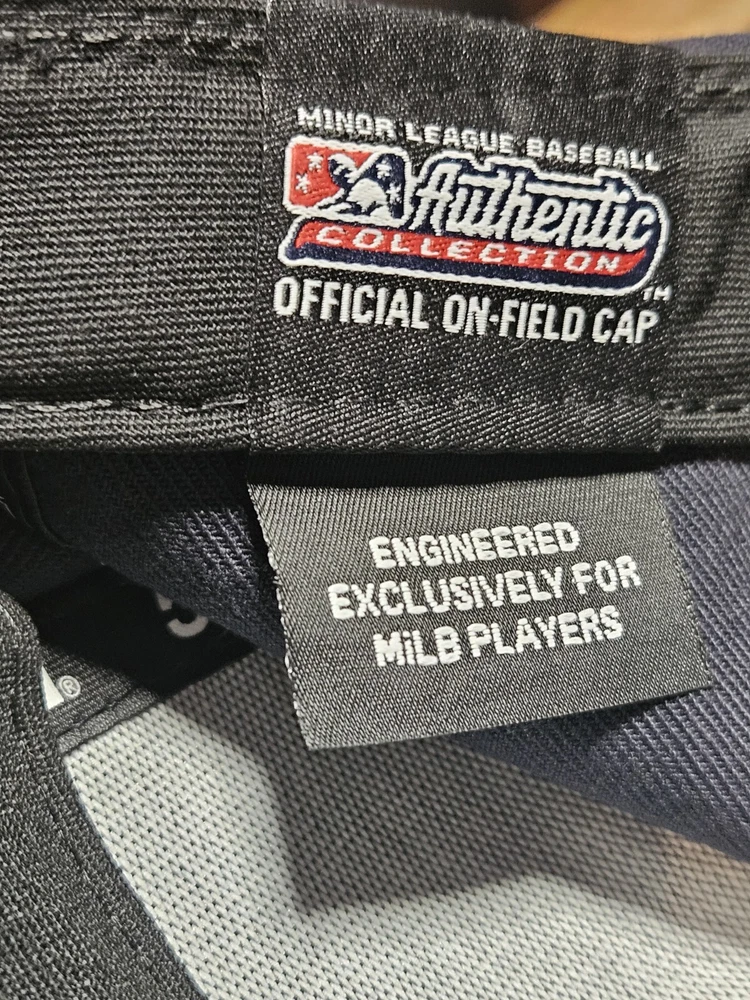 MINOR LEAGUE BASEBALL
Authentic
COLLECTION
TM
OFFICIAL ON-FIELD CAP
ENGINEERED
EXCLUSIVELY FOR
MiLB PLAYERS
®